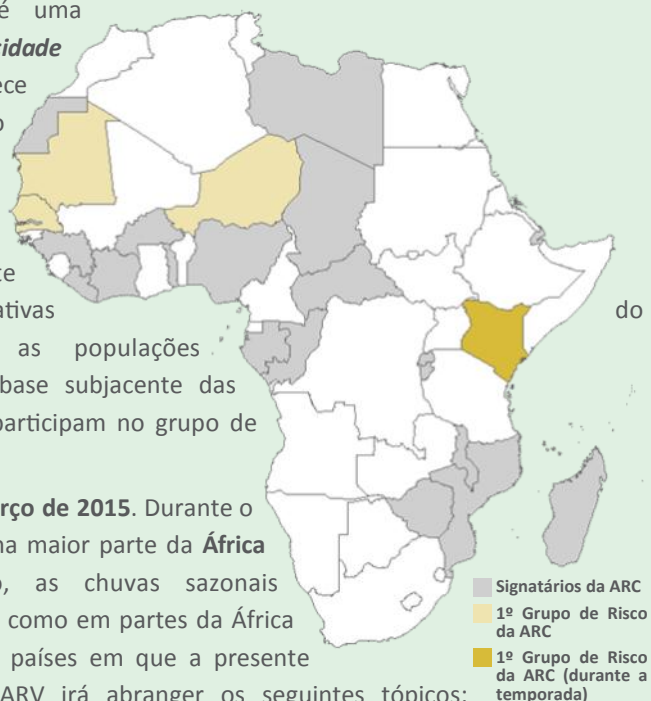 é uma
cidade
ece
o
te
ativas do
as populações
base subjacente das
participam no grupo de
rço de 2015. Durante o
na maior parte da África
o, as chuvas sazonais
como em partes da África
países em que a presente
ARV irá abranger os seguintes tópicos:
Signatários da ARC
1º Grupo de Risco
da ARC
1º Grupo de Risco
da ARC (durante a
temporada)